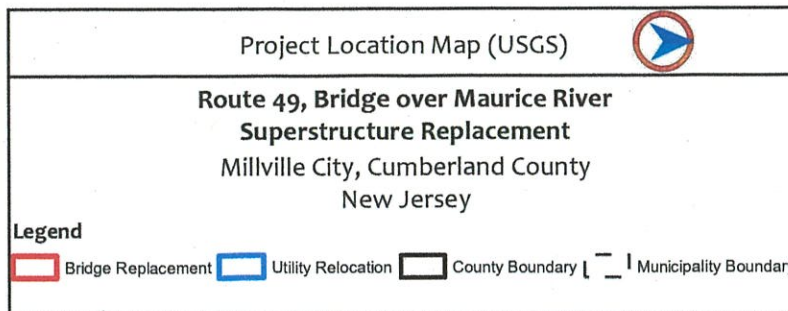 Project Location Map (USGS)
Route 49, Bridge over Maurice River
Superstructure Replacement
Millville City, Cumberland County
New Jersey
Legend
Bridge Replacement Utility Relocation County Boundary Municipality Boundary